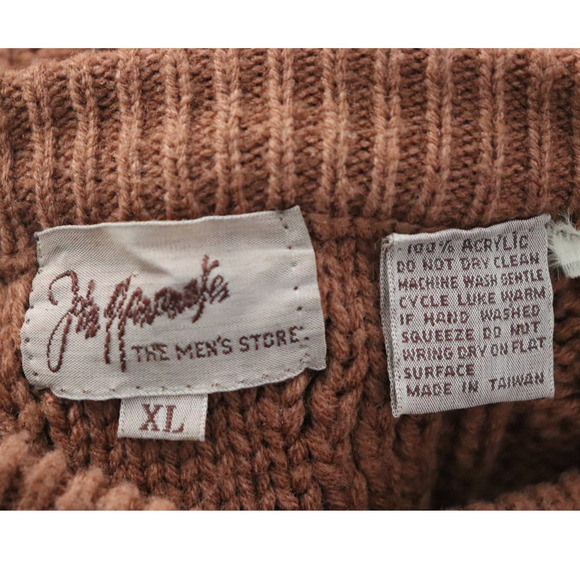 THE MEN'S STORE
XL
100% ACRYLIC
DO NOT DRY CLEAN
MACHINE WASH GENTLE
CYCLE LUKE WARM
IF HAND WASHED
SQUEEZE DO NOT
WRING DRY ON FLAT
SURFACE
MADE IN TAIWAN